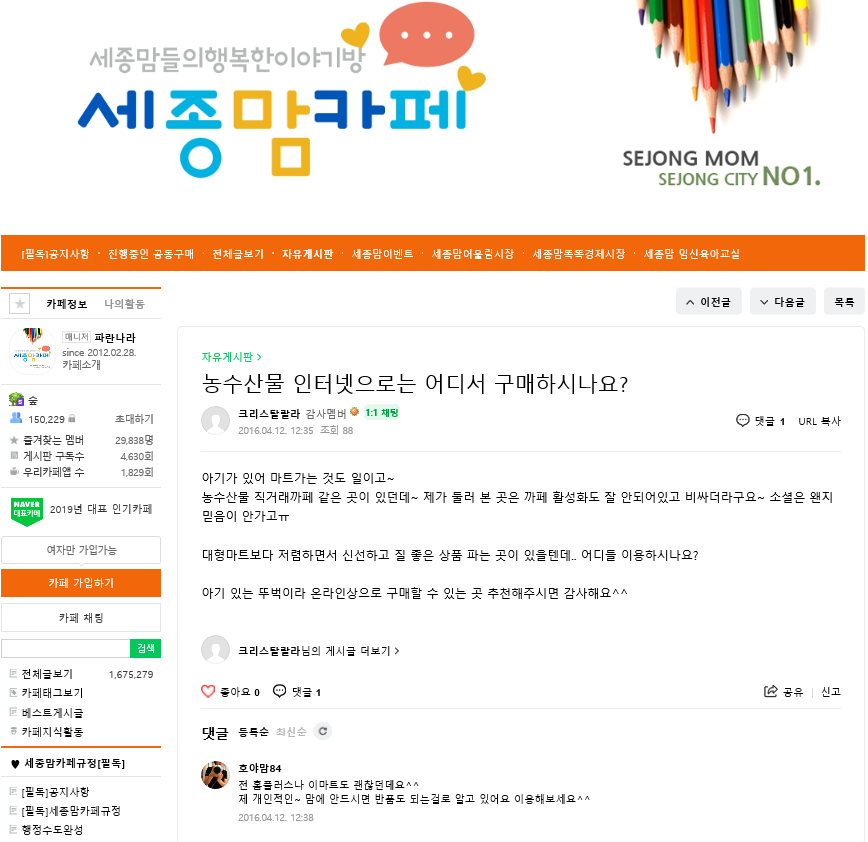 세종맘들의행복한이야기방
세종맘카페
SEJONG MOM
SEJONG CITY NO1.
[필독]공지사항 · 진행중인 공동구매 · 전체글보기 · 자유게시판 · 세종맘이벤트 · 세종맘어울림시장 · 세종맘똑똑경제시장 · 세종맘 임신육아교실
카페정보 나의활동
이전글 다음글 목록
매니저 파란나라
since 2012.02.28.
카페소개
숲
150,229 초대하기
즐겨찾는 멤버 29,838명
게시판 구독수 4,630회
우리카페앱 수 1,829회
NAVER
대표카페
2019년 대표 인기카페
여자만 가입가능
카페 가입하기
카페 채팅
검색
전체글보기 1,675,279
카페태그보기
베스트게시글
카페지식활동
♥ 세종맘카페규정[필독]
[필독]공지사항
[필독]세종맘카페규정
행정수도완성
자유게시판 >
농수산물 인터넷으로는 어디서 구매하시나요?
크리스탈랄라 감사멤버 1:1 채팅
2016.04.12. 12:35 조회 88
댓글 1 URL 복사
아기가 있어 마트가는 것도 일이고~
농수산물 직거래까페 같은 곳이 있던데~ 제가 둘러 본 곳은 까페 활성화도 잘 안되어있고 비싸더라구요~ 소셜은 왠지
믿음이 안가고ㅠ
대형마트보다 저렴하면서 신선하고 질 좋은 상품 파는 곳이 있을텐데.. 어디들 이용하시나요?
아기 있는 뚜벅이라 온라인상으로 구매할 수 있는 곳 추천해주시면 감사해요^^
크리스탈랄라님의 게시글 더보기 >
좋아요 0 댓글 1
공유 | 신고
댓글 등록순 최신순
호야맘84
전 홈플러스나 이마트도 괜찮던데요^^
제 개인적인~ 맘에 안드시면 반품도 되는걸로 알고 있어요 이용해보세요^^
2016.04.12. 12:38